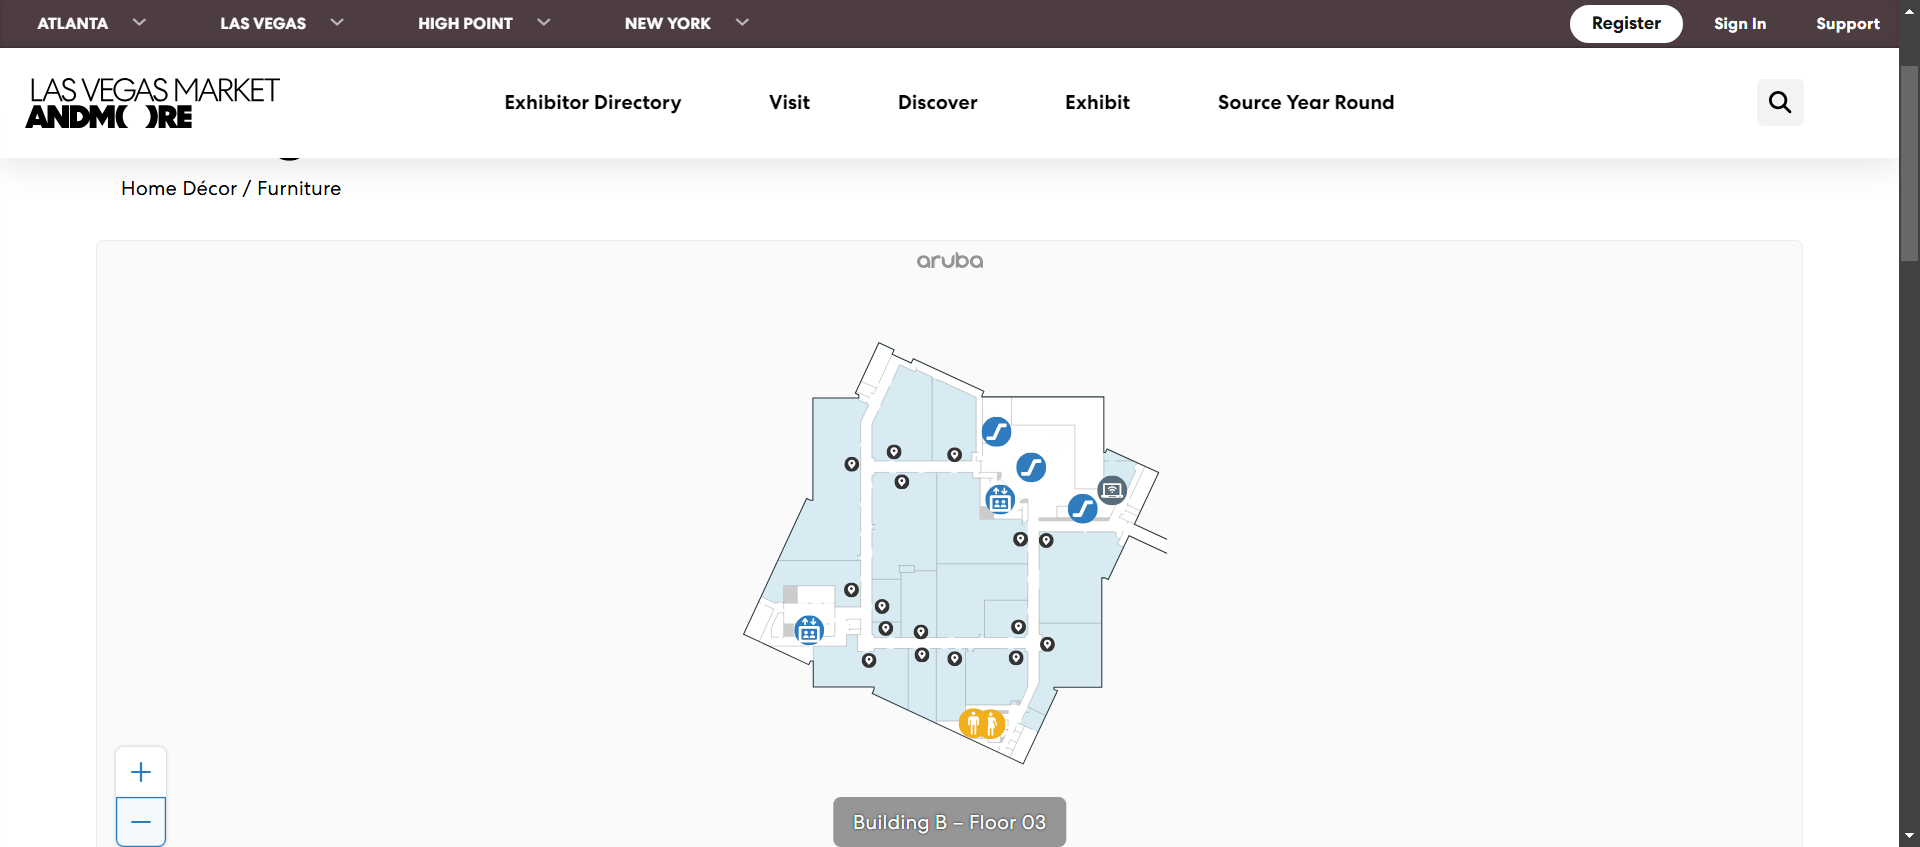 ATLANTA
LAS VEGAS
HIGH POINT
NEW YORK
Register
Sign In
Support
LAS VEGAS MARKET
ANDMORE
Exhibitor Directory
Visit
Discover
Exhibit
Source Year Round
Home Décor / Furniture
aruba
Building B – Floor 03